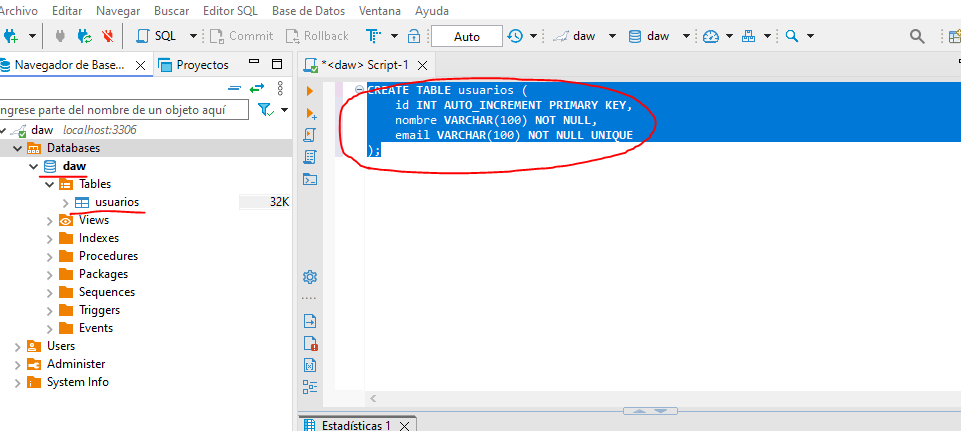 Archivo Editar Navegar Buscar Editor SQL Base de Datos Ventana Ayuda
SQL Commit Rollback Auto daw daw
Navegador de Base... Proyectos
ngrese parte del nombre de un objeto aquí
daw localhost:3306
Databases
daw
Tables
usuarios 32K
Views
Indexes
Procedures
Packages
Sequences
Triggers
Events
Users
Administer
System Info
*<daw> Script-1
CREATE TABLE usuarios (
id INT AUTO_INCREMENT PRIMARY KEY,
nombre VARCHAR(100) NOT NULL,
email VARCHAR(100) NOT NULL UNIQUE
);
Estadísticas 1